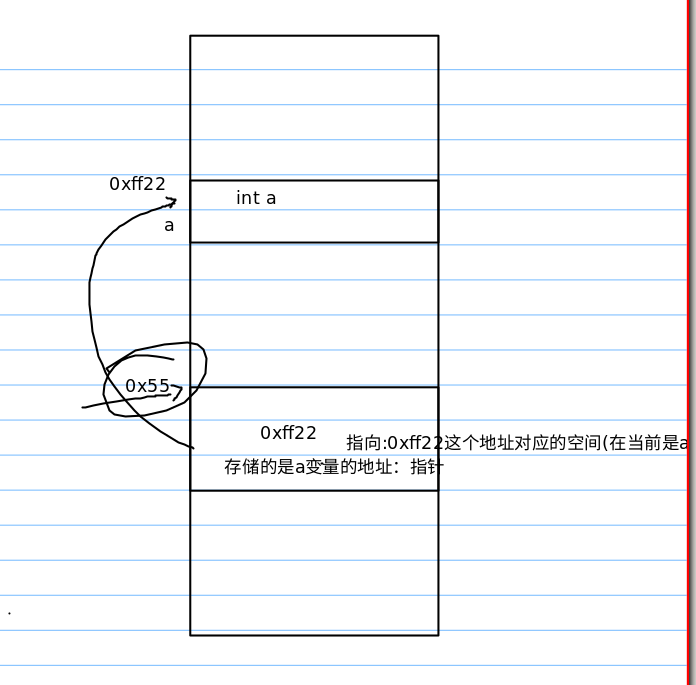 0xff22
int a
a
0x55
0xff22
指向:0xff22这个地址对应的空间(在当前是a
存储的是a变量的地址：指针